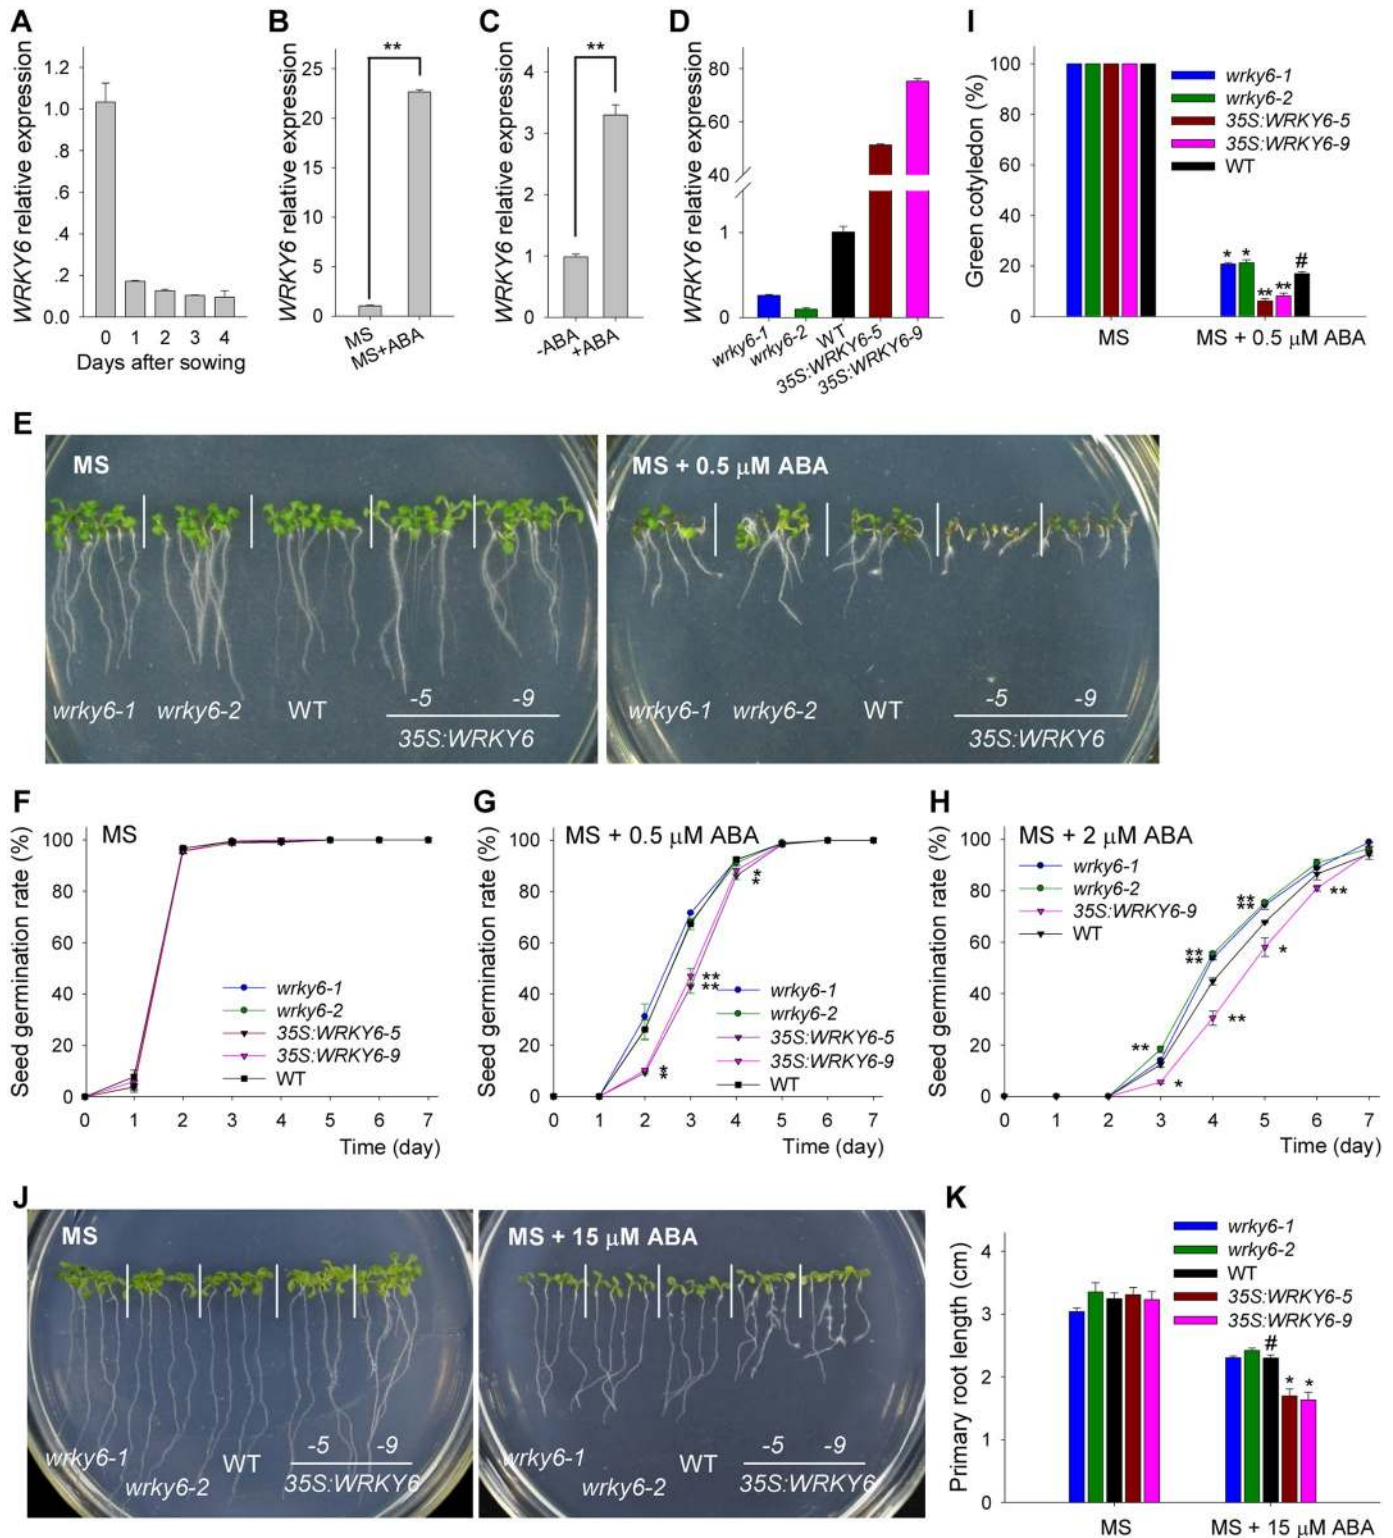 A
WRKY6 relative expression
1.2
1.0
.8
.6
.4
.2
0.0
0 1 2 3 4
Days after sowing
B
WRKY6 relative expression
25
20
15
10
5
0
**
MS
MS+ABA
C
WRKY6 relative expression
4
3
2
1
0
**
-ABA
+ABA
D
WRKY6 relative expression
80
60
40
1
0
wrky6-1
wrky6-2
WT
35S:WRKY6-5
35S:WRKY6-9
I
Green cotyledon (%)
100
80
60
40
20
0
wrky6-1
wrky6-2
35S:WRKY6-5
35S:WRKY6-9
WT
* * ** ** #
MS
MS + 0.5 µM ABA
E
MS
wrky6-1 wrky6-2 WT -5 -9
35S:WRKY6
MS + 0.5 µM ABA
wrky6-1 wrky6-2 WT -5 -9
35S:WRKY6
F
MS
Seed germination rate (%)
100
80
60
40
20
0
wrky6-1
wrky6-2
35S:WRKY6-5
35S:WRKY6-9
WT
0 1 2 3 4 5 6 7
Time (day)
G
MS + 0.5 µM ABA
Seed germination rate (%)
100
80
60
40
20
0
*
*
**
**
*
*
wrky6-1
wrky6-2
35S:WRKY6-5
35S:WRKY6-9
WT
0 1 2 3 4 5 6 7
Time (day)
H
MS + 2 µM ABA
Seed germination rate (%)
100
80
60
40
20
0
wrky6-1
wrky6-2
35S:WRKY6-9
WT
**
**
**
**
**
**
*
**
*
0 1 2 3 4 5 6 7
Time (day)
J
MS
wrky6-1
wrky6-2
WT
-5 -9
35S:WRKY6
MS + 15 µM ABA
wrky6-1
wrky6-2
WT
-5 -9
35S:WRKY6
K
Primary root length (cm)
4
3
2
1
0
wrky6-1
wrky6-2
WT
35S:WRKY6-5
35S:WRKY6-9
#
* *
MS
MS + 15 µM ABA